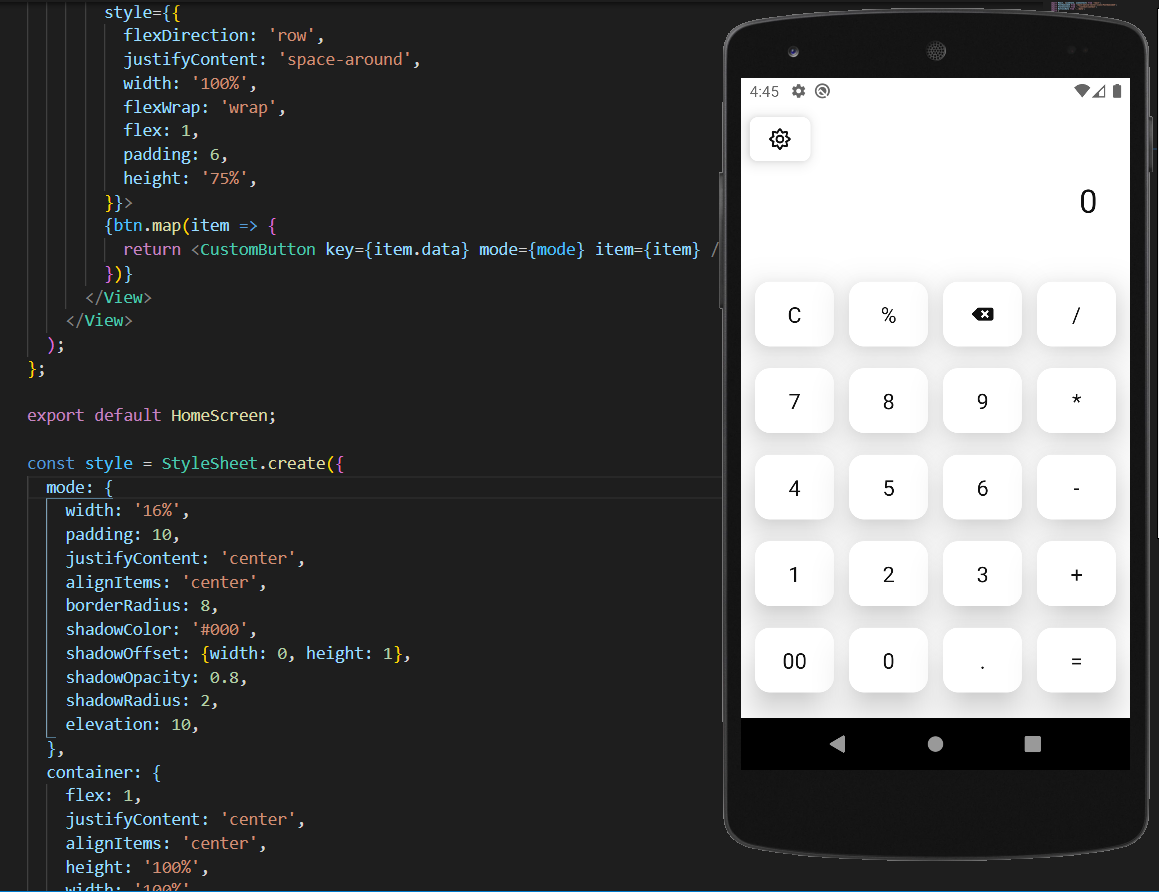 style={{
flexDirection: 'row',
justifyContent: 'space-around',
width: '100%',
flexWrap: 'wrap',
flex: 1,
padding: 6,
height: '75%',
}}>
{btn.map(item => {
return <CustomButton key={item.data} mode={mode} item={item} /
})}
</View>
</View>
);
};
export default HomeScreen;
const style = StyleSheet.create({
mode: {
width: '16%',
padding: 10,
justifyContent: 'center',
alignItems: 'center',
borderRadius: 8,
shadowColor: '#000',
shadowOffset: {width: 0, height: 1},
shadowOpacity: 0.8,
shadowRadius: 2,
elevation: 10,
},
container: {
flex: 1,
justifyContent: 'center',
alignItems: 'center',
height: '100%',
width: '100%'
4:45
0
C % /
7 8 9 *
4 5 6 -
1 2 3 +
00 0 . =